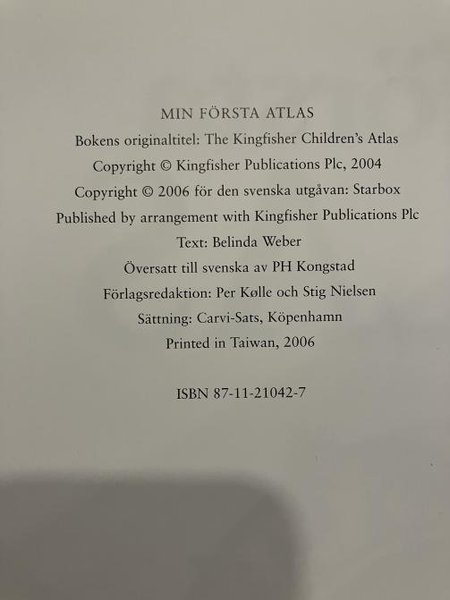 MIN FÖRSTA ATLAS
Bokens originaltitel: The Kingfisher Children's Atlas
Copyright © Kingfisher Publications Plc, 2004
Copyright © 2006 för den svenska utgåvan: Starbox
Published by arrangement with Kingfisher Publications Plc
Text: Belinda Weber
Översatt till svenska av PH Kongstad
Förlagsredaktion: Per Kølle och Stig Nielsen
Sättning: Carvi-Sats, Köpenhamn
Printed in Taiwan, 2006
ISBN 87-11-21042-7